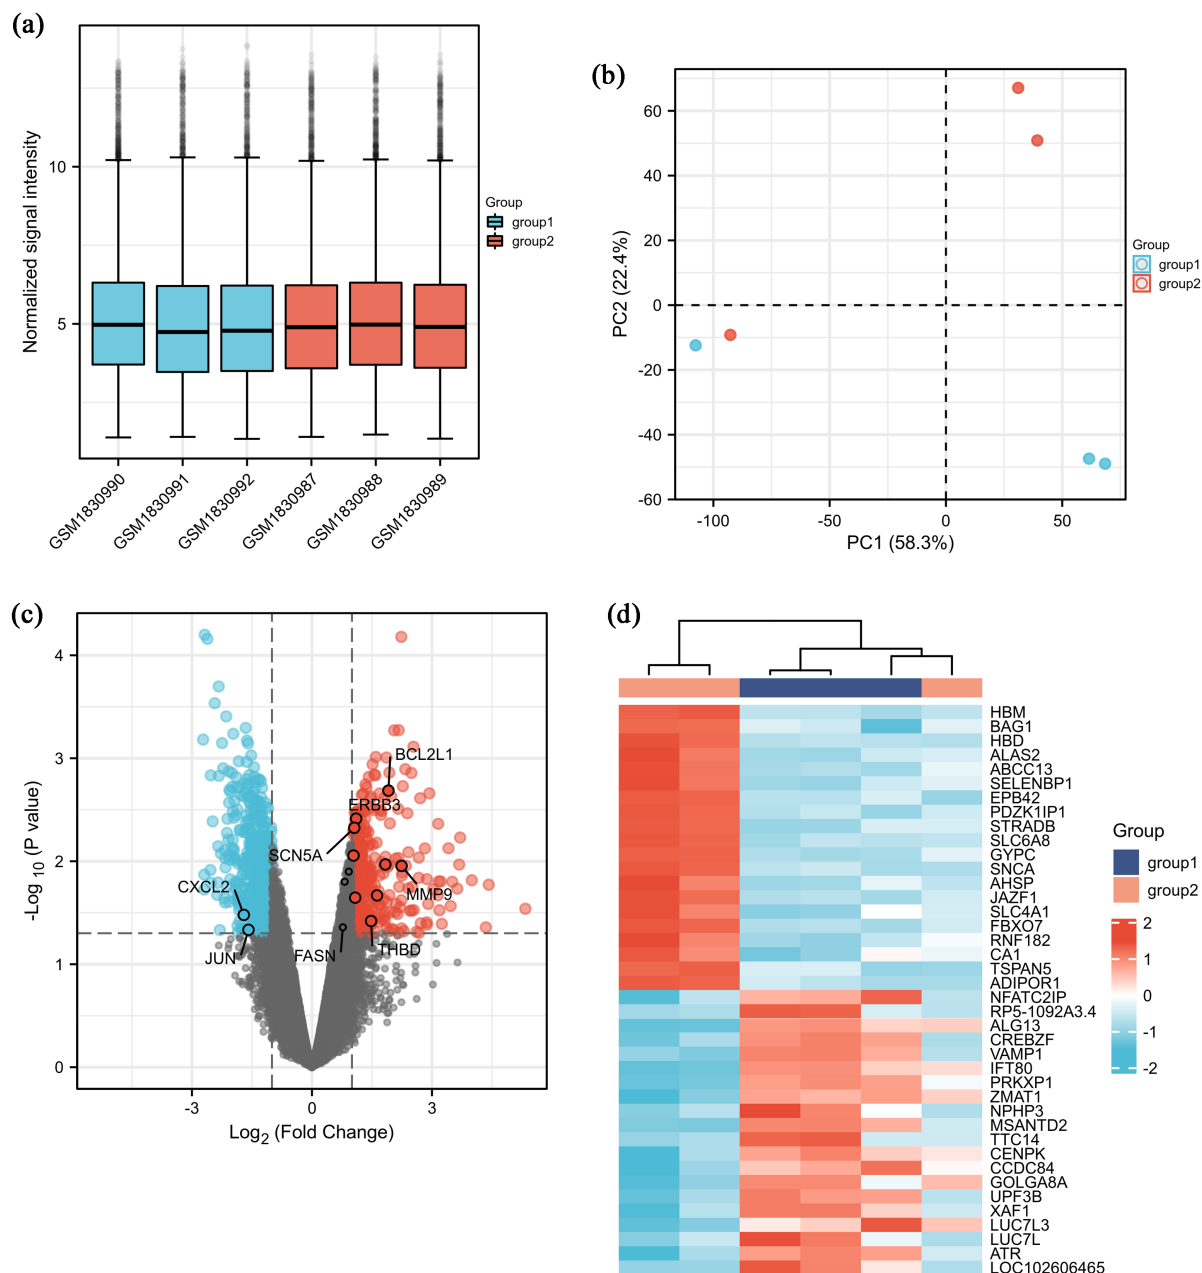 (a)
Normalized signal intensity
10
5
GSM1830990
GSM1830991
GSM1830992
GSM1830987
GSM1830988
GSM1830989
Group
group1
group2
(b)
PC2 (22.4%)
60
40
20
0
-20
-40
-60
-100
-50
0
50
PC1 (58.3%)
Group
group1
group2
(c)
-Log 10 (P value)
4
3
2
1
0
BCL2L1
ERBB3
SCN5A
CXCL2
MMP9
JUN
FASN
THBD
-3
0
3
Log2 (Fold Change)
(d)
HBM
BAG1
HBD
ALAS2
ABCC13
SELENBP1
EPB42
PDZK1IP1
STRADB
SLC6A8
GYPC
SNCA
AHSP
JAZF1
SLC4A1
FBXO7
RNF182
CA1
TSPAN5
ADIPOR1
NFATC2IP
RP5-1092A3.4
ALG13
CREBZF
VAMP1
IFT80
PRKXP1
ZMAT1
NPHP3
MSANTD2
TTC14
CENPK
CCDC84
GOLGA8A
UPF3B
XAF1
LUC7L3
LUC7L
ATR
LOC102606465
Group
group1
group2
2
1
0
-1
-2